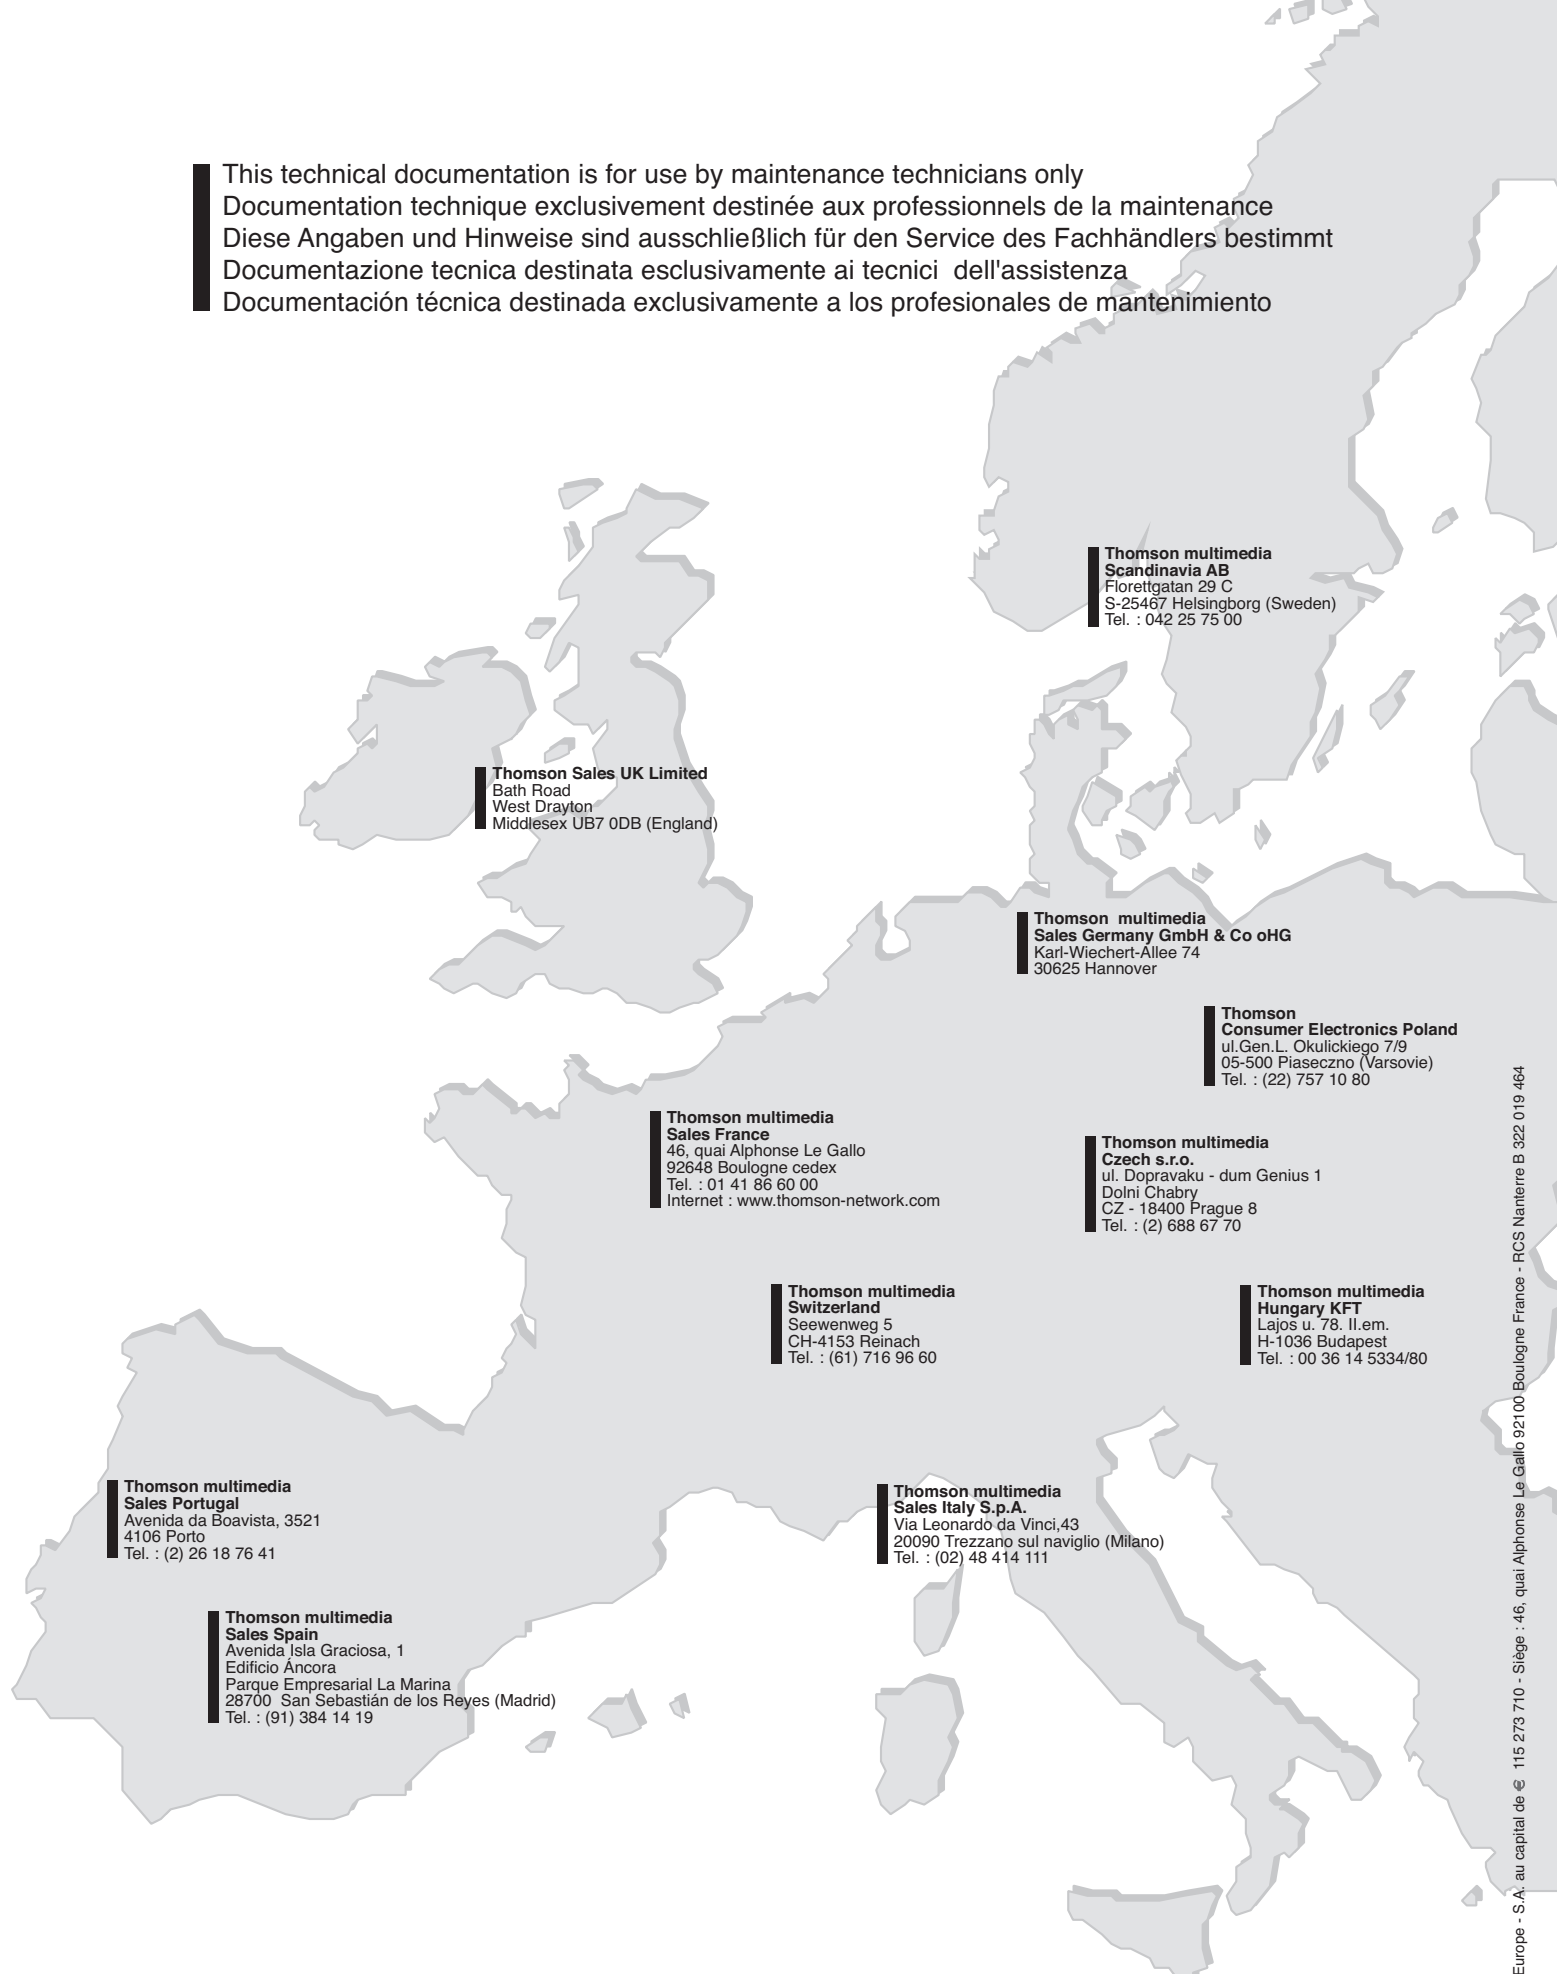 This technical documentation is for use by maintenance technicians only
Documentation technique exclusivement destinée aux professionnels de la maintenance
Diese Angaben und Hinweise sind ausschließlich für den Service des Fachhändlers bestimmt
Documentazione tecnica destinata esclusivamente ai tecnici dell'assistenza
Documentación técnica destinada exclusivamente a los profesionales de mantenimiento
Thomson multimedia
Scandinavia AB
Florettgatan 29 C
S-25467 Helsingborg (Sweden)
Tel. : 042 25 75 00
Thomson Sales UK Limited
Bath Road
West Drayton
Middlesex UB7 0DB (England)
Thomson multimedia
Sales Germany GmbH & Co oHG
Karl-Wiechert-Allee 74
30625 Hannover
Thomson
Consumer Electronics Poland
ul.Gen.L. Okulickiego 7/9
05-500 Piaseczno (Varsovie)
Tel. : (22) 757 10 80
Thomson multimedia
Sales France
46, quai Alphonse Le Gallo
92648 Boulogne cedex
Tel. : 01 41 86 60 00
Internet : www.thomson-network.com
Thomson multimedia
Czech s.r.o.
ul. Dopravaku - dum Genius 1
Dolni Chabry
CZ - 18400 Prague 8
Tel. : (2) 688 67 70
Thomson multimedia
Switzerland
Seewenweg 5
CH-4153 Reinach
Tel. : (61) 716 96 60
Thomson multimedia
Hungary KFT
Lajos u. 78. II.em.
H-1036 Budapest
Tel. : 00 36 14 5334/80
Thomson multimedia
Sales Portugal
Avenida da Boavista, 3521
4106 Porto
Tel. : (2) 26 18 76 41
Thomson multimedia
Sales Italy S.p.A.
Via Leonardo da Vinci,43
20090 Trezzano sul naviglio (Milano)
Tel. : (02) 48 414 111
Thomson multimedia
Sales Spain
Avenida Isla Graciosa, 1
Edificio Áncora
Parque Empresarial La Marina
28700 San Sebastián de los Reyes (Madrid)
Tel. : (91) 384 14 19
Europe - S.A. au capital de € 115 273 710 - Siège : 46, quai Alphonse Le Gallo 92100 Boulogne France - RCS Nanterre B 322 019 464